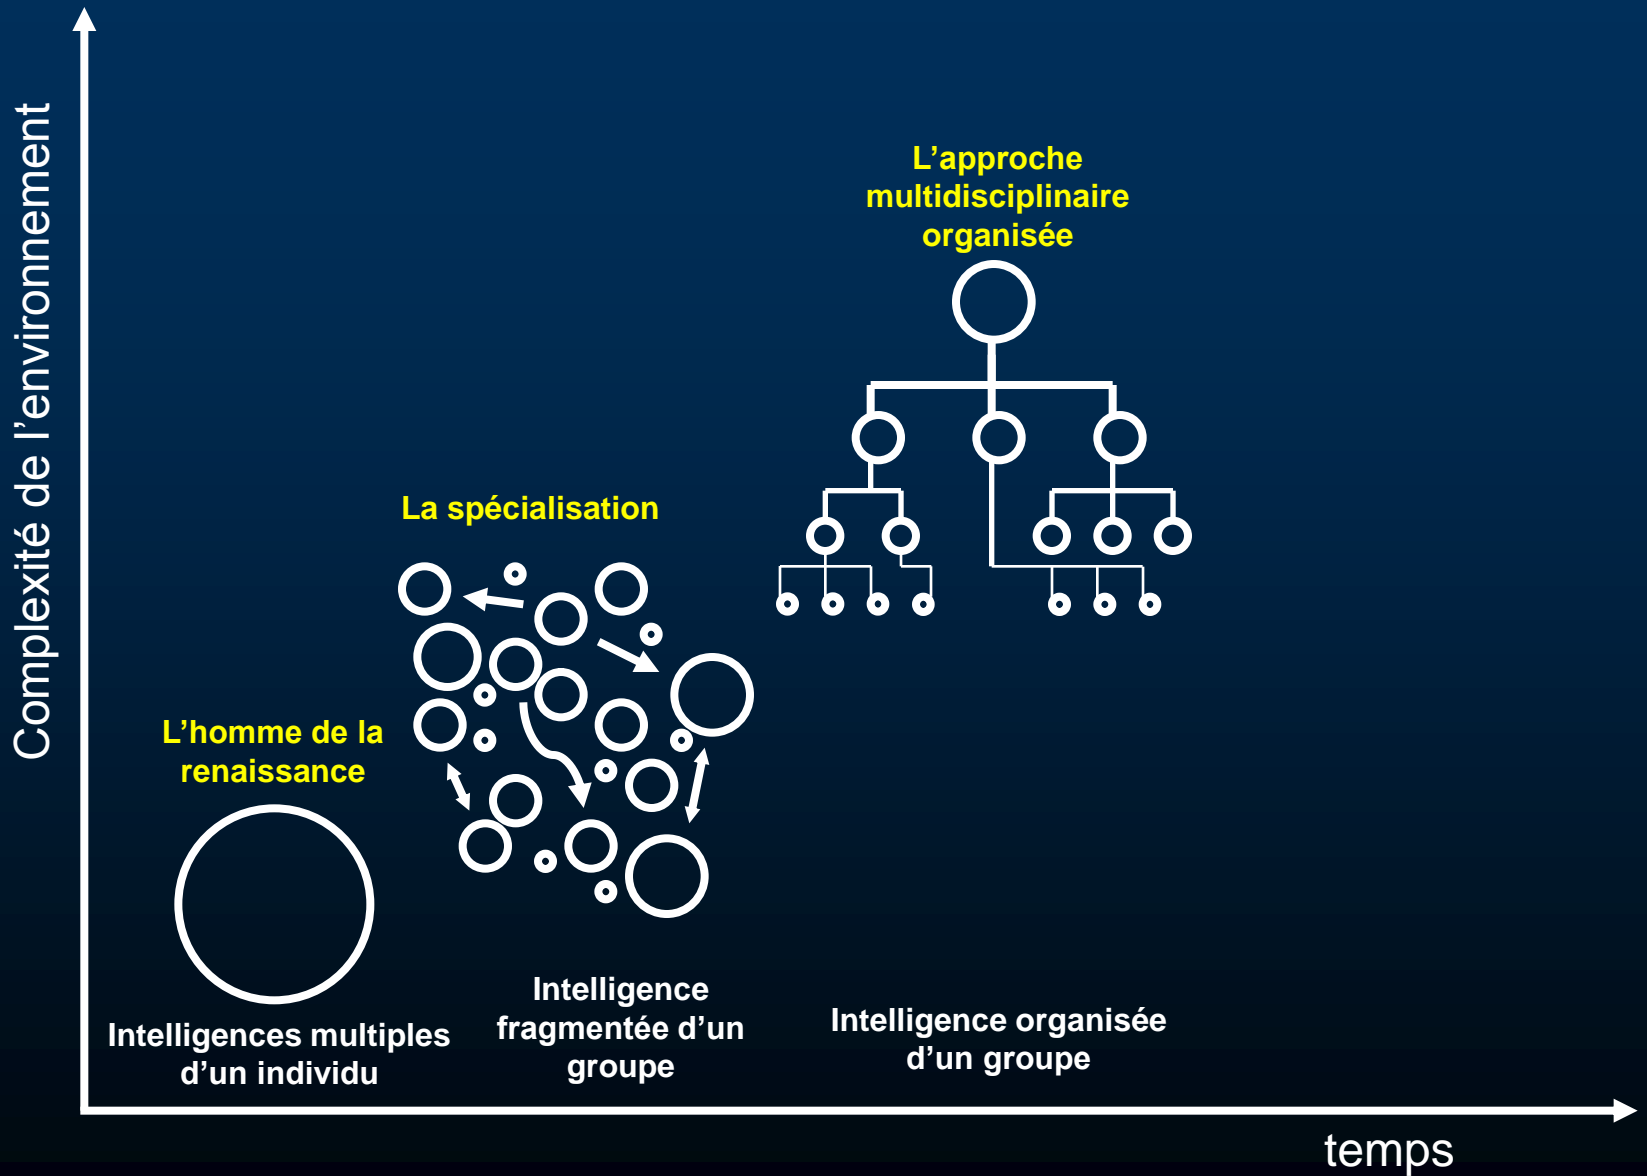 Complexité de l’environnement
L’approche
multidisciplinaire
organisée
La spécialisation
L’homme de la
renaissance
Intelligences multiples
d’un individu
Intelligence
fragmentée d’un
groupe
Intelligence organisée
d’un groupe
temps